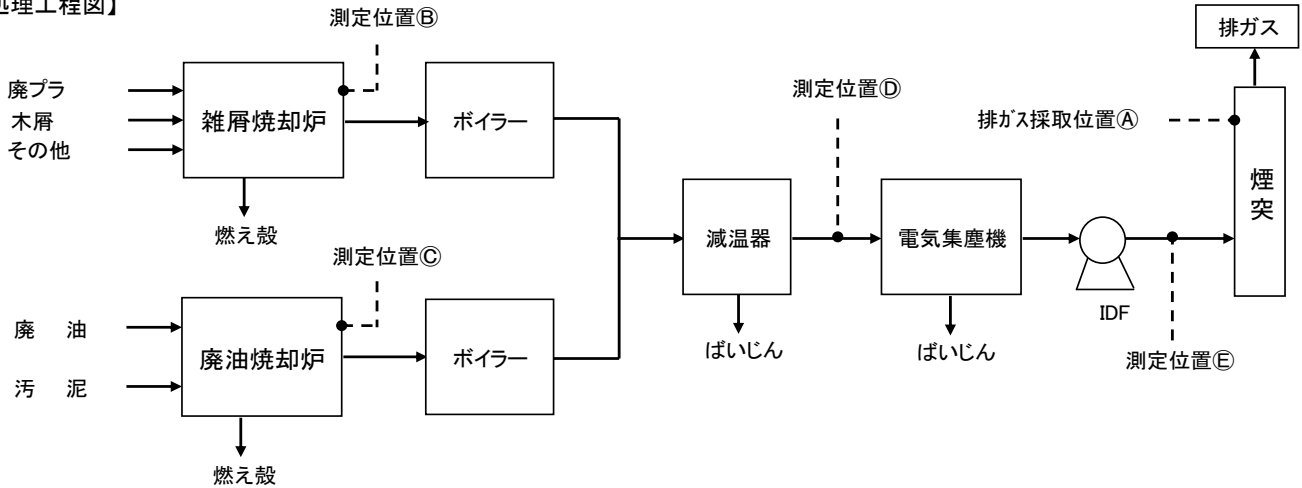 処理工程図】
測定位置Ⓑ
廃プラ
木屑
その他
雑屑焼却炉
ボイラー
燃え殻
測定位置Ⓒ
廃　油
汚　泥
廃油焼却炉
ボイラー
燃え殻
減温器
ばいじん
測定位置Ⓓ
電気集塵機
ばいじん
IDF
測定位置Ⓔ
排ガス採取位置Ⓐ
排ガス
煙突